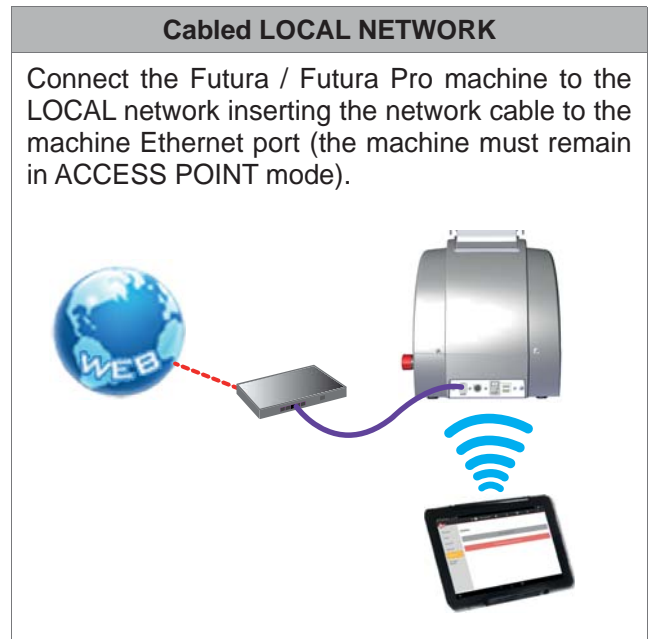 Cabled LOCAL NETWORK
Connect the Futura / Futura Pro machine to the
LOCAL network inserting the network cable to the
machine Ethernet port (the machine must remain
in ACCESS POINT mode).
WEB